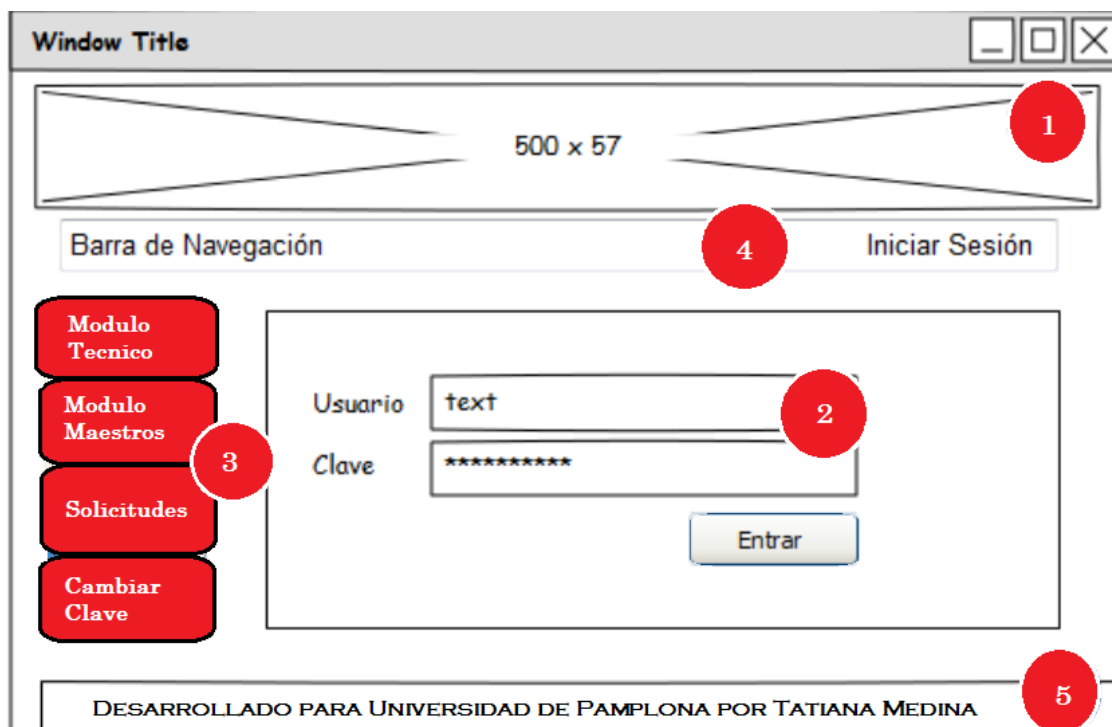 Window Title
1
500 x 57
Barra de Navegación
4
Iniciar Sesión
Modulo
Tecnico
Modulo
Maestros
3
Solicitudes
Cambiar
Clave
Usuario
text
2
Clave
**********
Entrar
5
DESARROLLADO PARA UNIVERSIDAD DE PAMPLONA POR TATIANA MEDINA